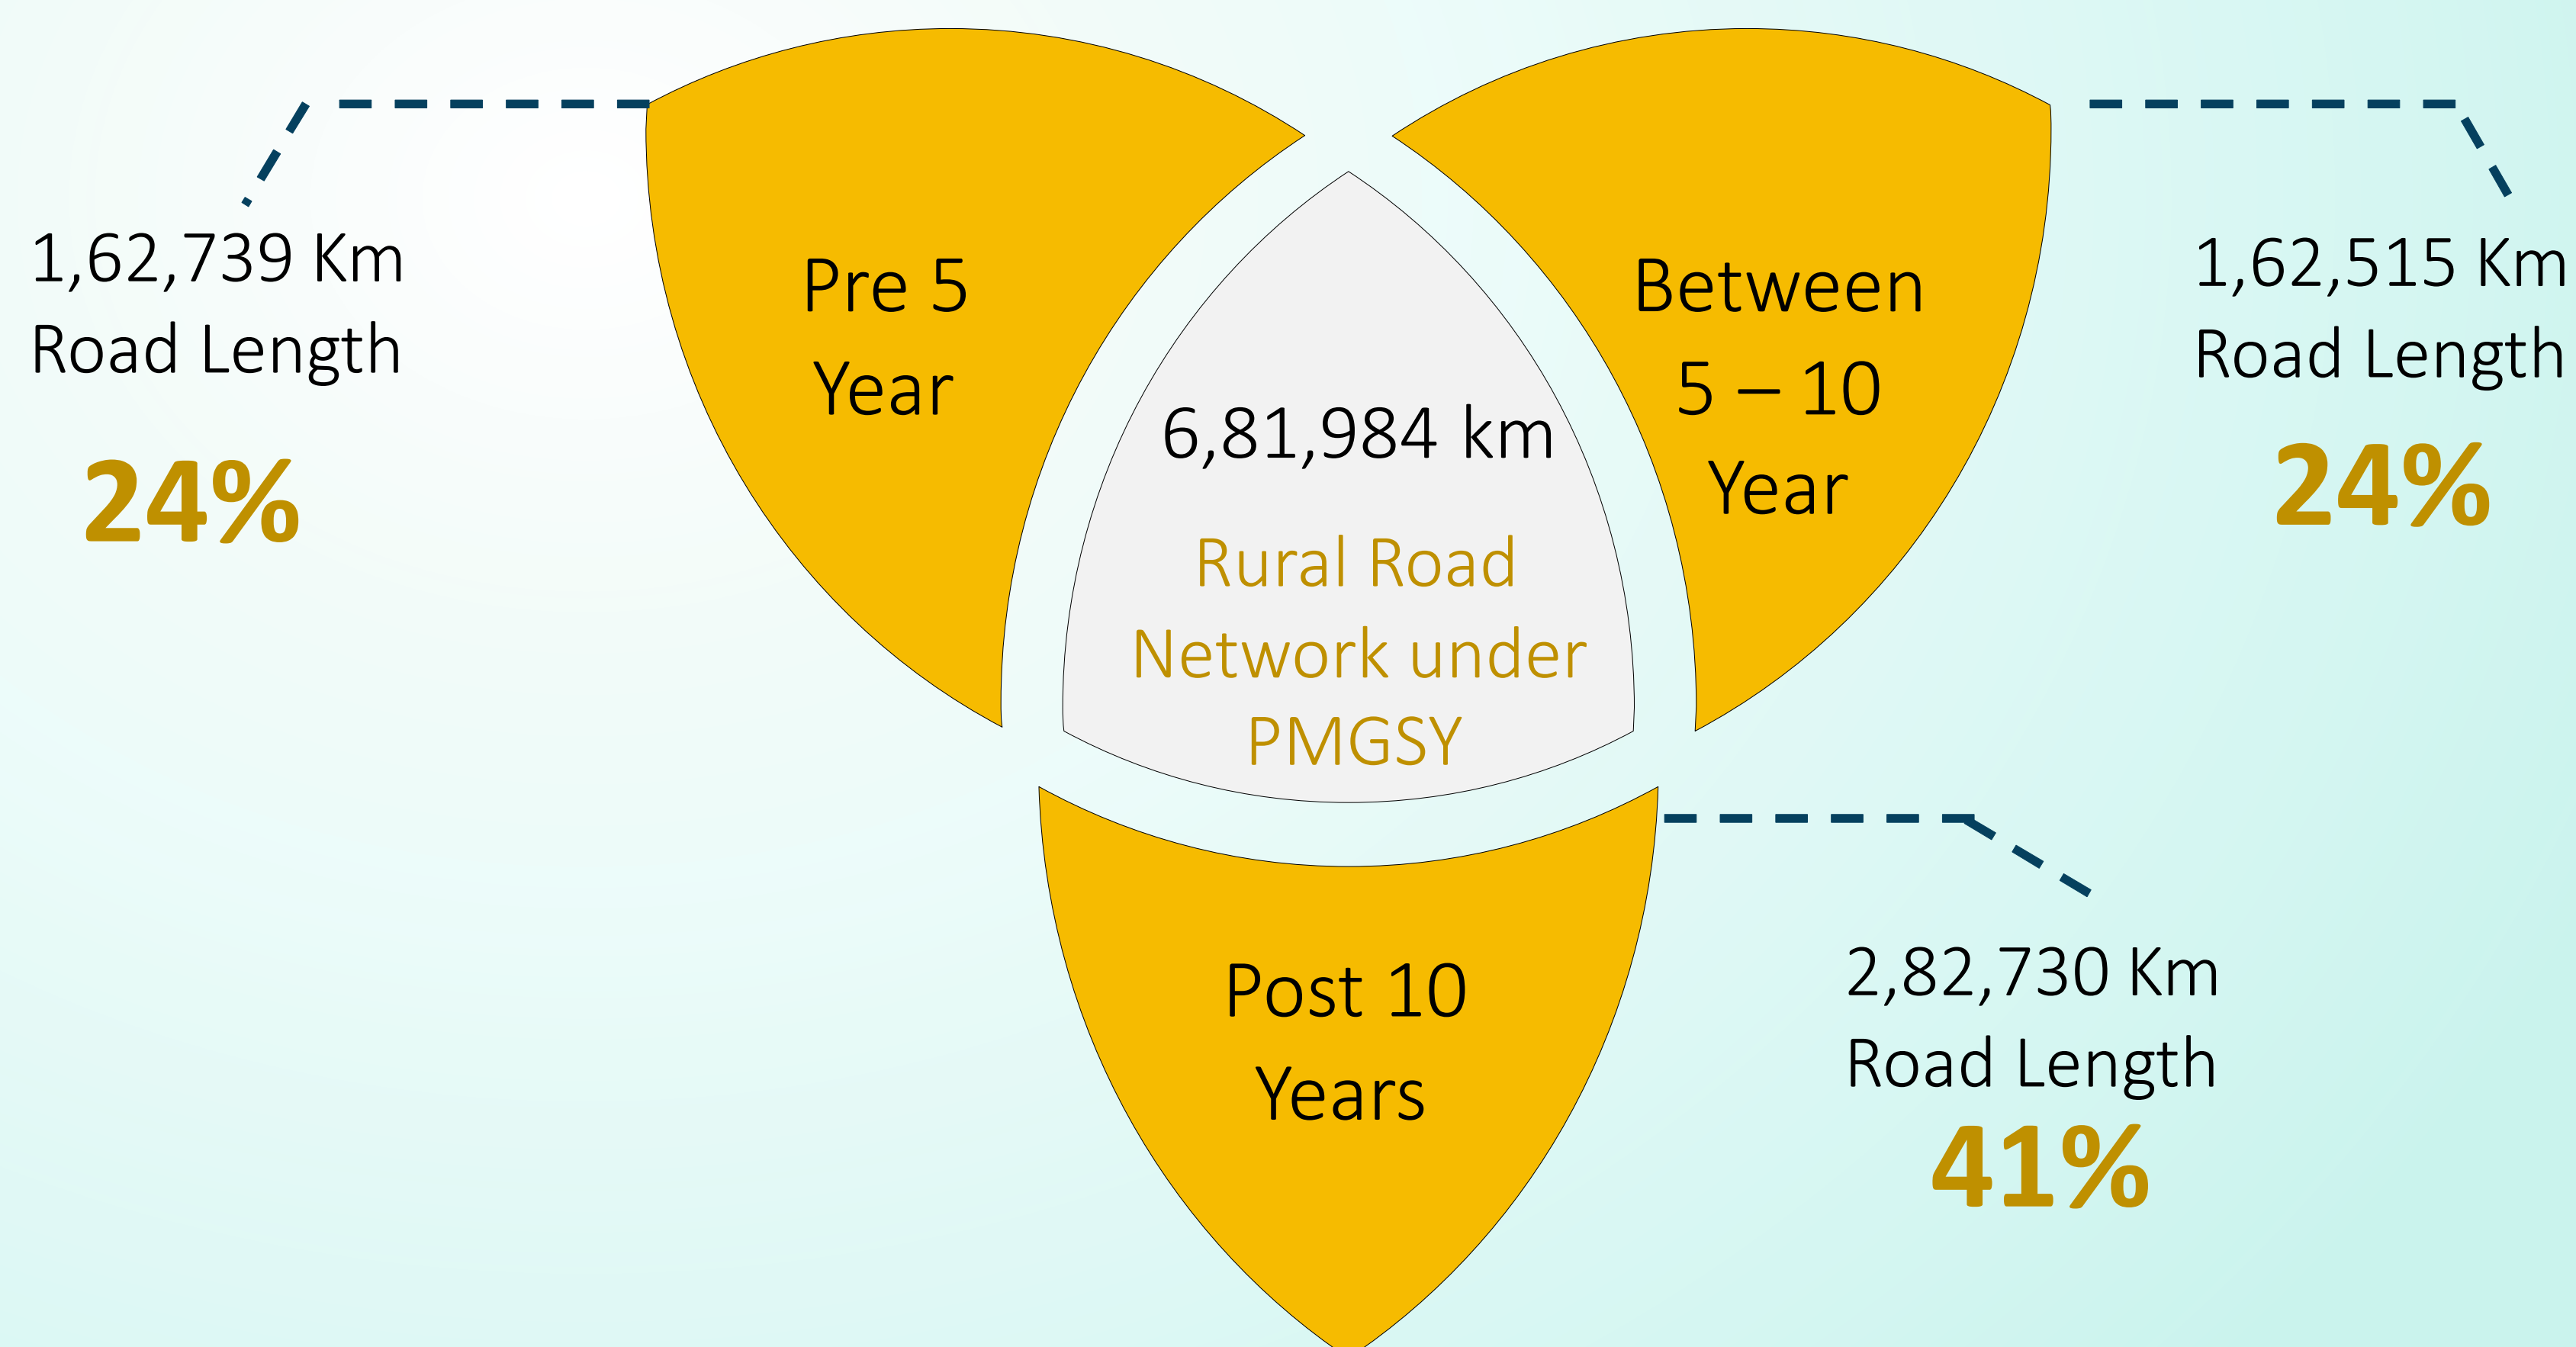 1,62,739 Km
Road Length
24%
Pre 5
Year
6,81,984 km
Rural Road
Network under
PMGSY
Between
5 – 10
Year
1,62,515 Km
Road Length
24%
Post 10
Years
2,82,730 Km
Road Length
41%